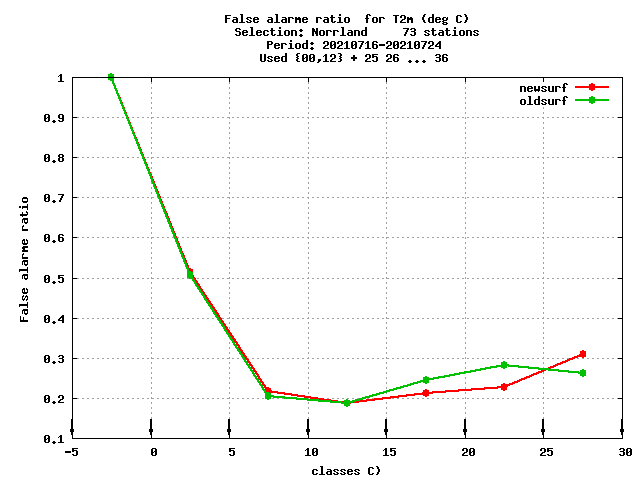 False alarme ratio  for T2m (deg C)
Selection: Norrland     73 stations
Period: 20210716-20210724
Used {00,12} + 25 26 ... 36
newsurf
oldsurf
1
0,9
0,8
0,7
0,6
0,5
0,4
0,3
0,2
0,1
False alarme ratio
-5 0 5 10 15 20 25 30
classes C)